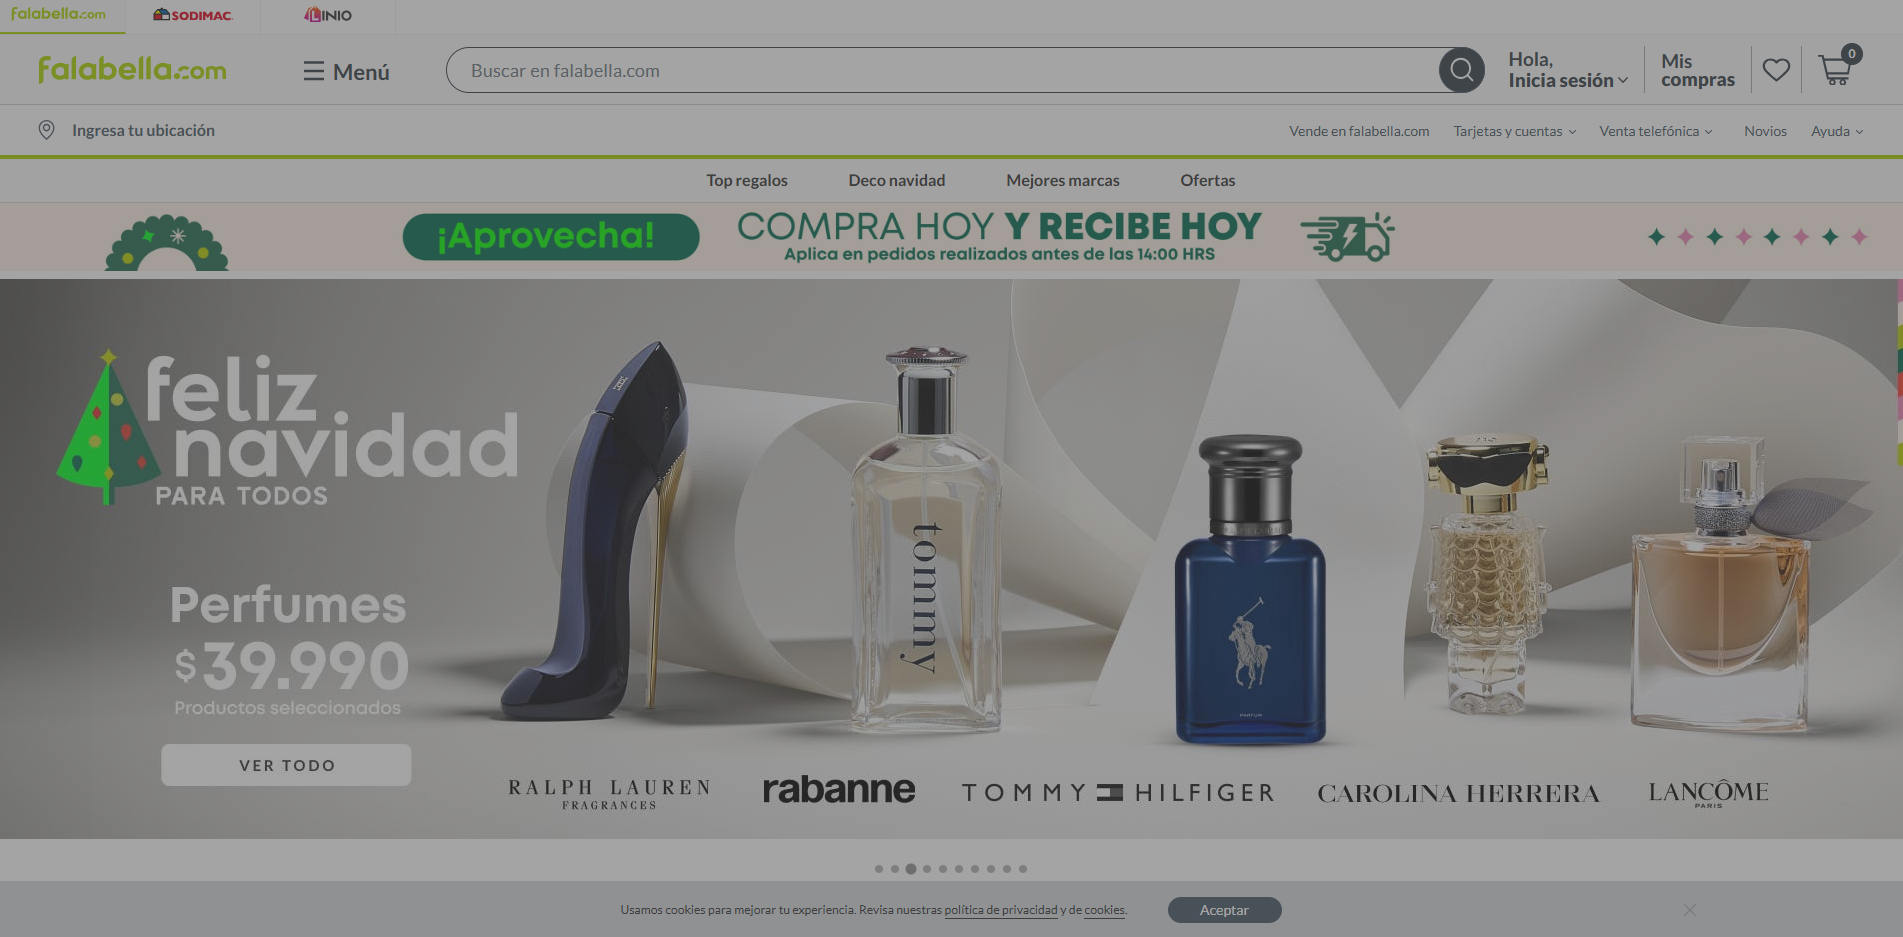 falabella.com
SODIMAC.
LINIO
falabella.com
Menú
Buscar en falabella.com
Hola,
Inicia sesión
Mis
compras
0
Ingresa tu ubicación
Vende en falabella.com
Tarjetas y cuentas
Venta telefónica
Novios
Ayuda
Top regalos
Deco navidad
Mejores marcas
Ofertas
¡Aprovecha!
COMPRA HOY Y RECIBE HOY
Aplica en pedidos realizados antes de las 14:00 HRS
feliz
navidad
PARA TODOS
Perfumes
$39.990
Productos seleccionados
VER TODO
tommy
PARFUM
RALPH LAUREN
FRAGRANCES
rabanne
TOMMY HILFIGER
CAROLINA HERRERA
LANCÔME
PARIS
Usamos cookies para mejorar tu experiencia. Revisa nuestras política de privacidad y de cookies.
Aceptar